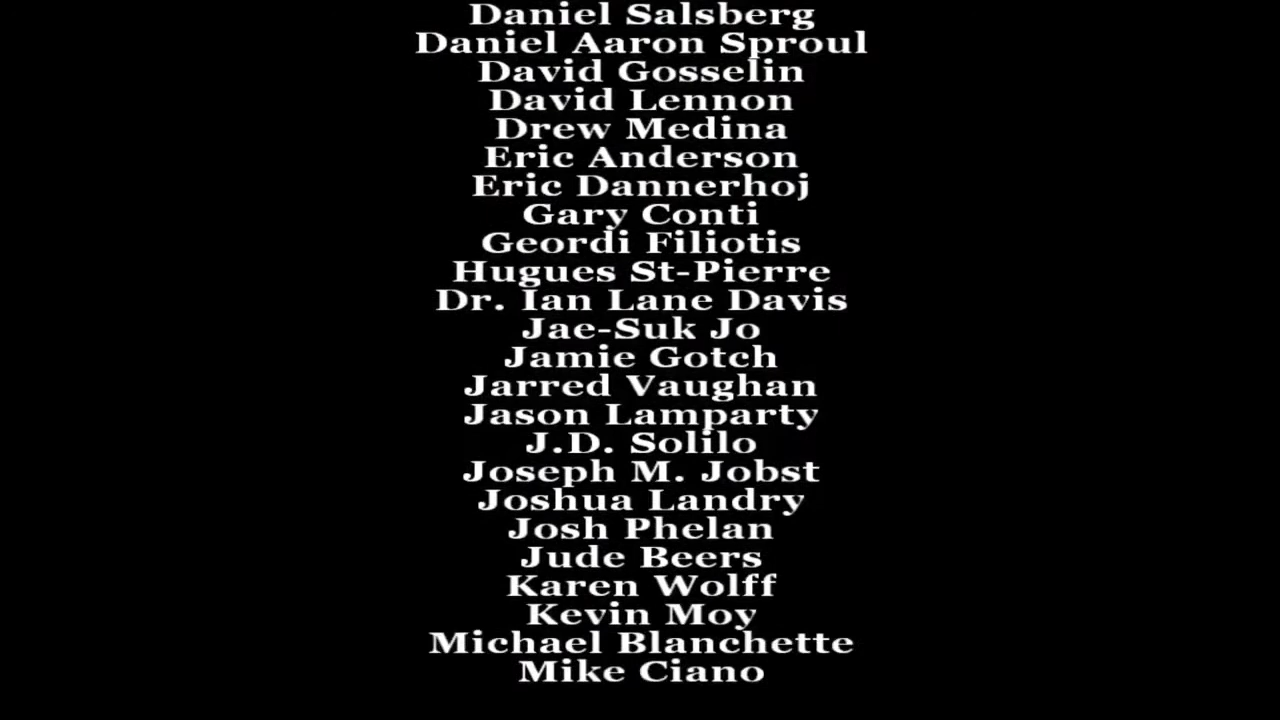 Daniel Salsberg
Daniel Aaron Sproul
David Gosselin
David Lennon
Drew Medina
Eric Anderson
Eric Dannerhoj
Gary Conti
Geordi Filiotis
Hugues St-Pierre
Dr. Ian Lane Davis
Jae-Suk Jo
Jamie Gotch
Jarred Vaughan
Jason Lamparty
J.D. Solilo
Joseph M. Jobst
Joshua Landry
Josh Phelan
Jude Beers
Karen Wolff
Kevin Moy
Michael Blanchette
Mike Ciano